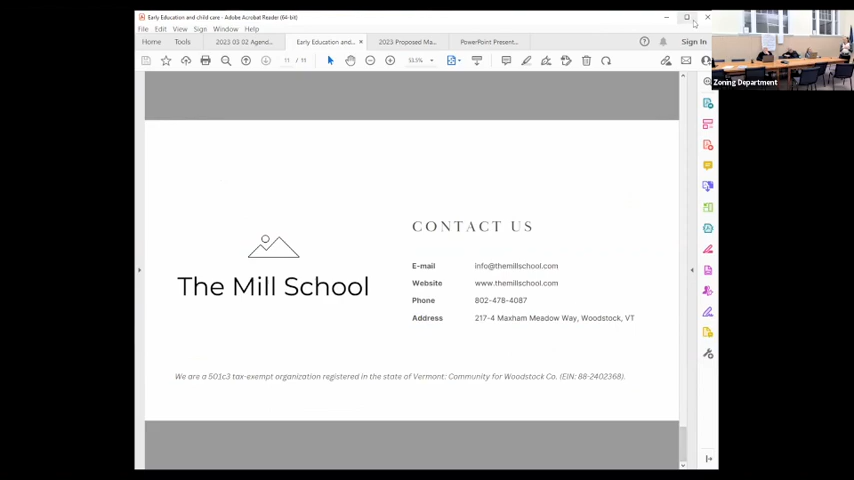 Early Education and child care - Adobe Acrobat Reader (64-bit)
File Edit View Sign Window Help
Home Tools 2023 03 02 Agend... Early Education and... × 2023 Proposed Ma... PowerPoint Present... Sign In
11 / 11 53.5%
Zoning Department
CONTACT US
The Mill School
E-mail info@themillschool.com
Website www.themillschool.com
Phone 802-478-4087
Address 217-4 Maxham Meadow Way, Woodstock, VT
We are a 501c3 tax-exempt organization registered in the state of Vermont: Community for Woodstock Co. (EIN: 88-2402368).